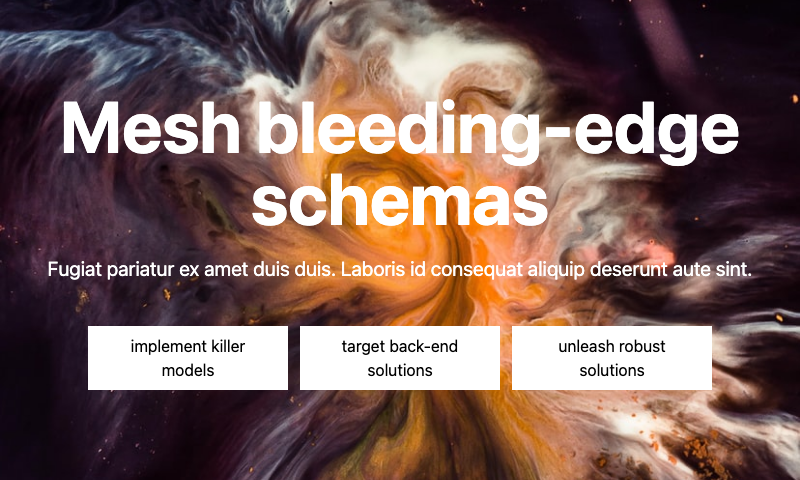 Mesh bleeding-edge
schemas
Fugiat pariatur ex amet duis duis. Laboris id consequat aliquip deserunt aute sint.
implement killer
models
target back-end
solutions
unleash robust
solutions